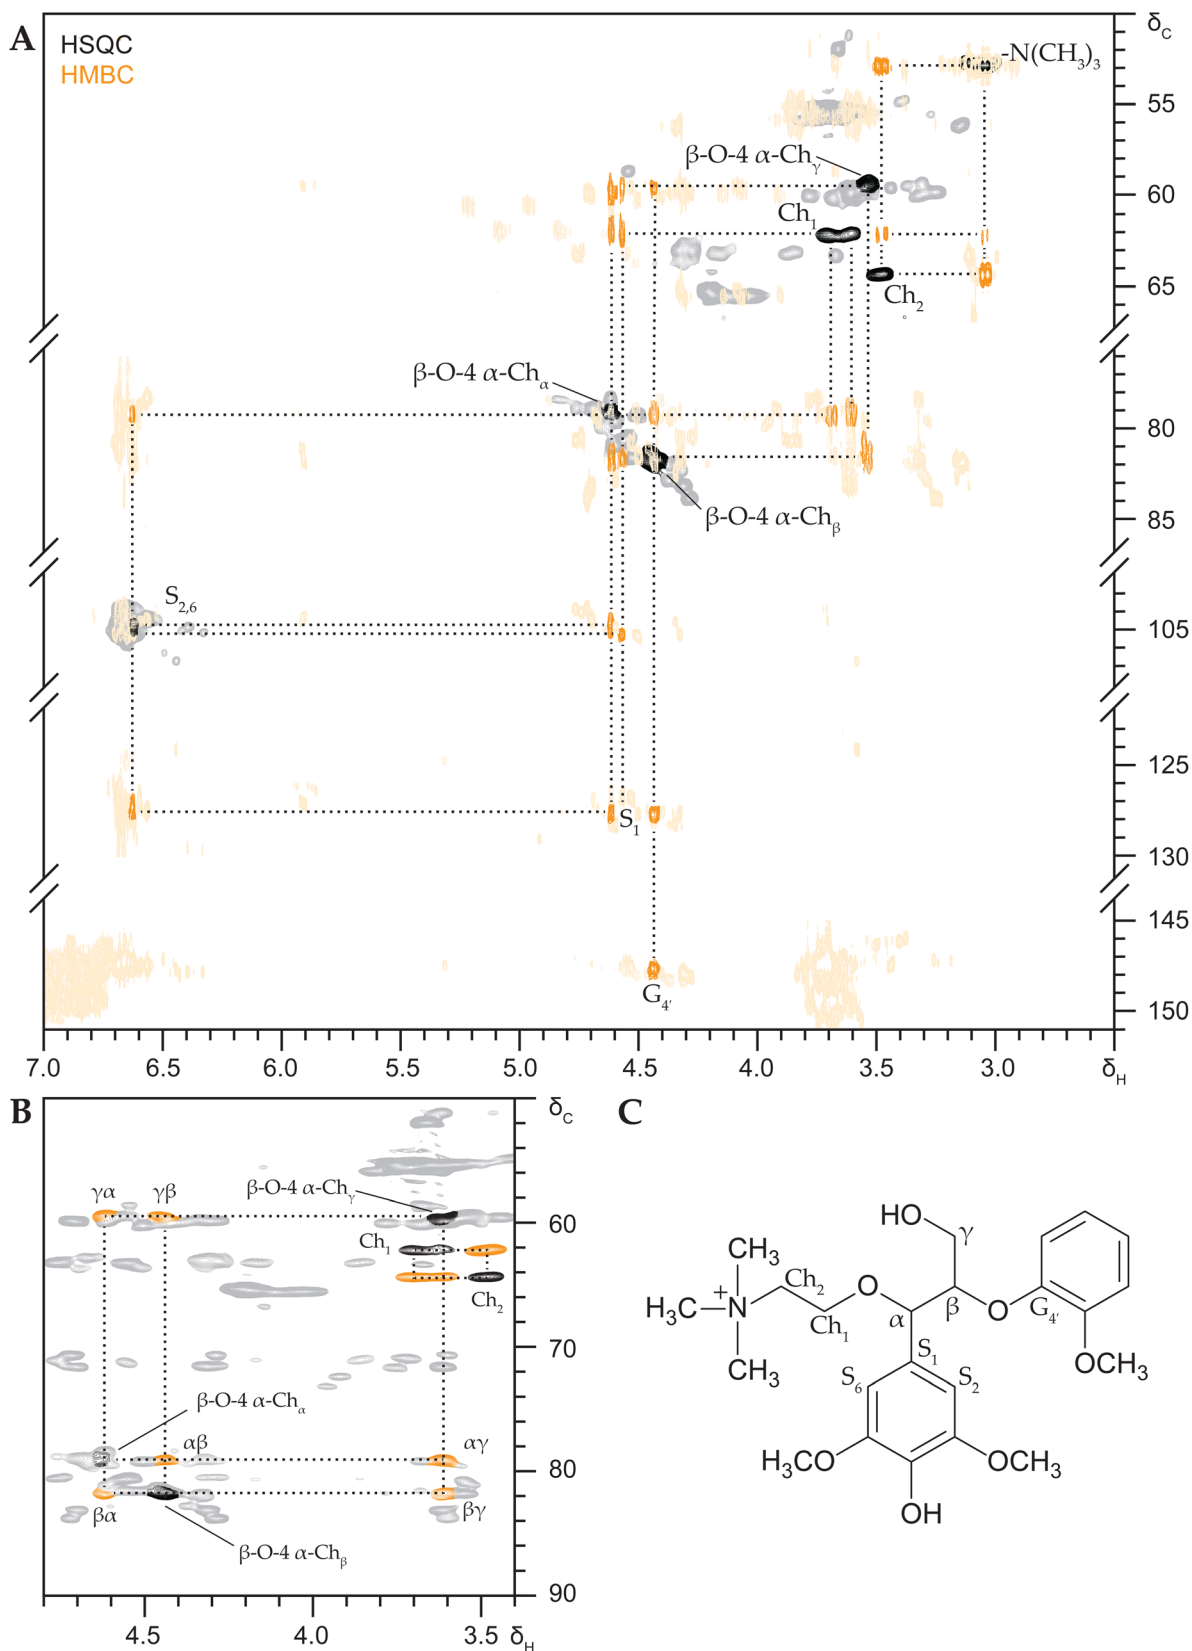 A
HSQC
HMBC
δC
-N(CH3)3
55
β-O-4 α-Chγ
60
Ch1
65
Ch2
β-O-4 α-Chα
80
β-O-4 α-Chβ
85
S2,6
105
125
S1
130
145
G4′
150
7.0 6.5 6.0 5.5 5.0 4.5 4.0 3.5 3.0 δH
B
δC
γα γβ β-O-4 α-Chγ
60
Ch1
Ch2
70
β-O-4 α-Chα
αβ αγ
80
βα βγ
β-O-4 α-Chβ
90
4.5 4.0 3.5 δH
C
HO
γ
CH3
Ch2 O
H3C N+
Ch1 α β O G4′
CH3
S1
OCH3
S6 S2
H3CO OCH3
OH